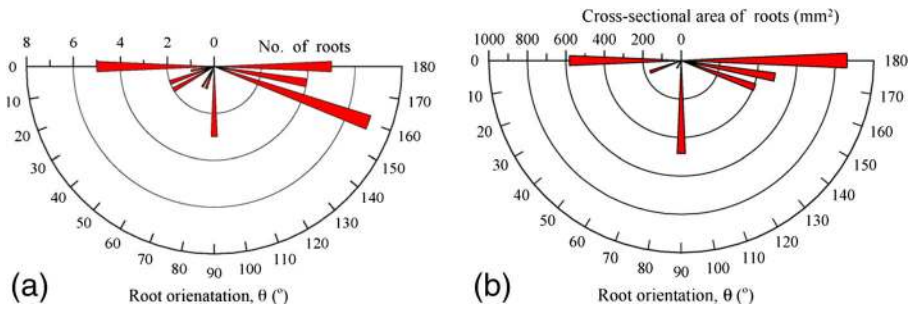 8 6 4 2 0 No. of roots
0 180
10 170
20 160
30 150
40 140
50 130
60 120
70 110
80 100
90
(a)
Root orienatation, θ (°)
Cross-sectional area of roots (mm²)
1000 800 600 400 200 0
0 180
10 170
20 160
30 150
40 140
50 130
60 120
70 110
80 100
90
(b)
Root orientation, θ (°)